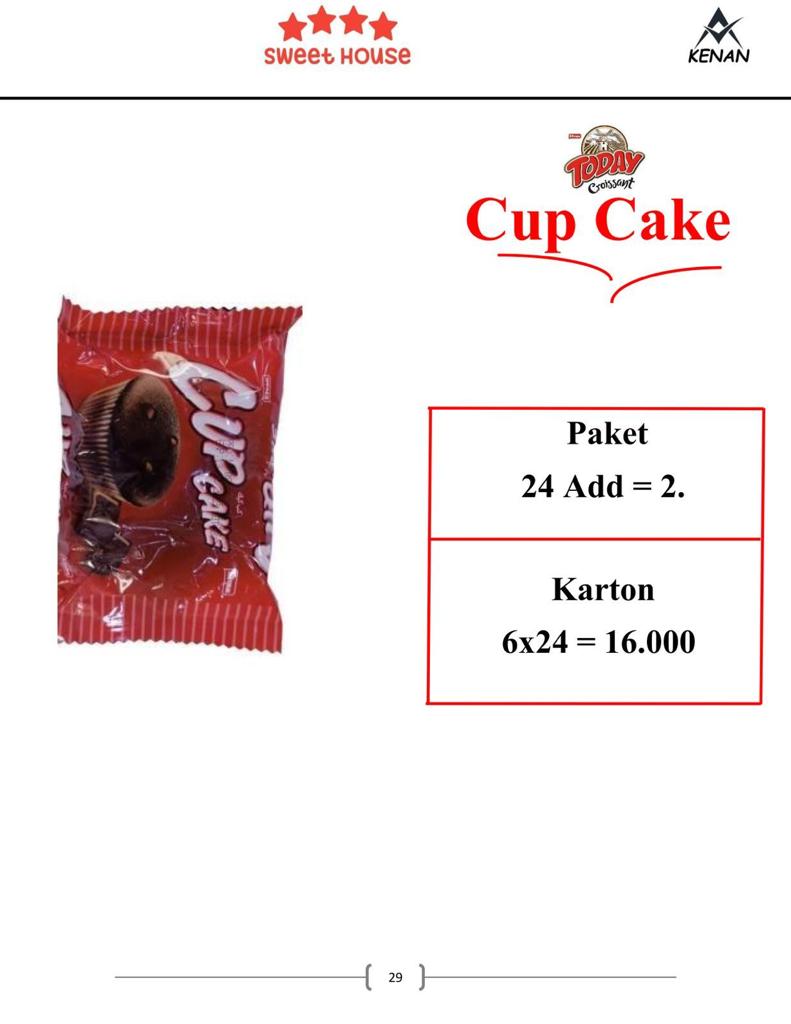 SWEET HOUSE
KENAN
TODAY
Croissant
Cup Cake
CUP
CAKE
Paket
24 Add = 2.
Karton
6x24 = 16.000
29